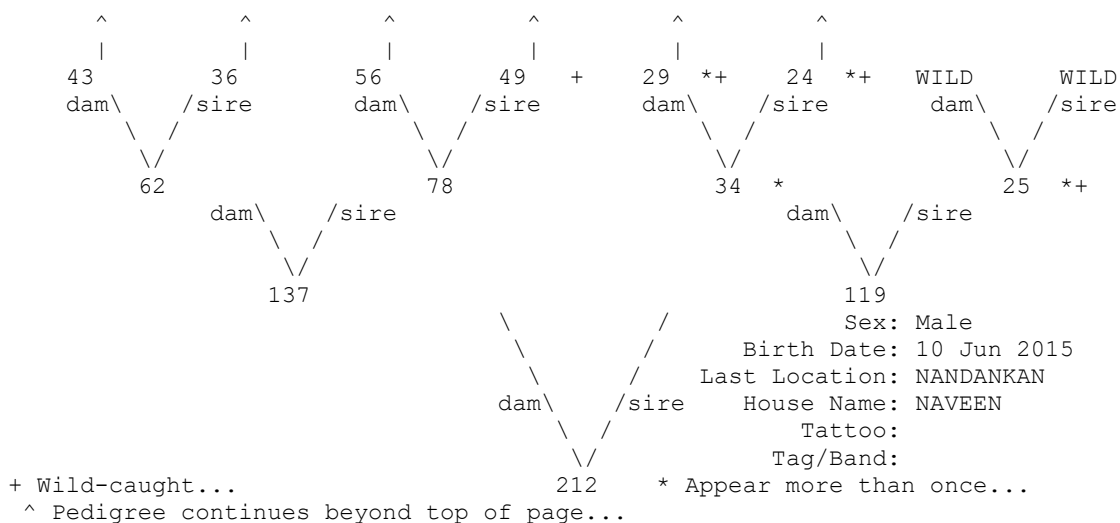 ^ ^ ^ ^ ^ ^
| | | | | |
43 36 56 49 + 29 *+ 24 *+ WILD WILD
dam\ /sire dam\ /sire dam\ /sire dam\ /sire
\ / \ / \ / \ /
\/ \/ \/ \/
62 78 34 * 25 *+
dam\ /sire dam\ /sire
\ / \ /
\/ \/
137 119
\ / Sex: Male
\ / Birth Date: 10 Jun 2015
\ / Last Location: NANDANKAN
dam\ /sire House Name: NAVEEN
\ / Tattoo:
\/ Tag/Band:
+ Wild-caught... 212 * Appear more than once...
^ Pedigree continues beyond top of page...